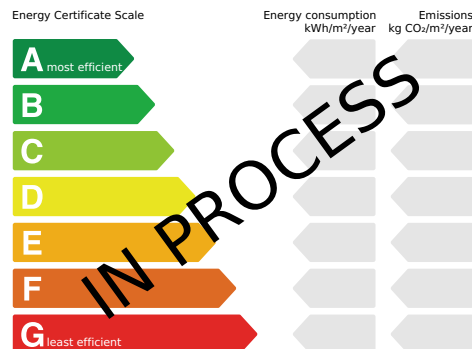 Energy Certificate Scale
Energy consumption
kWh/m²/year
Emissions
kg CO₂/m²/year
A most efficient
B
C
D
E
F
G least efficient
IN PROCESS